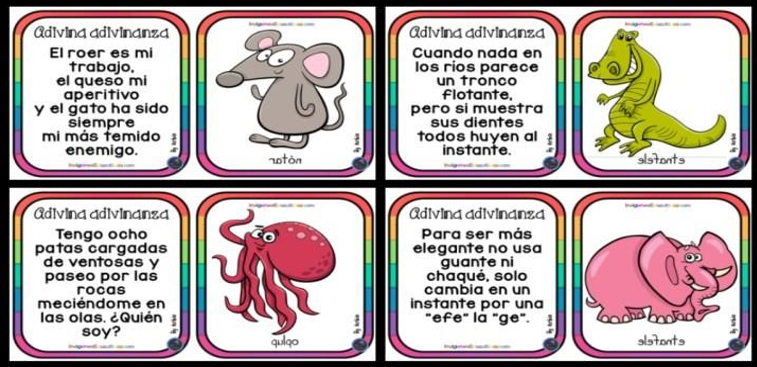 Adivina adivinanza
El roer es mi
trabajo,
el queso mi
aperitivo
y el gato ha sido
siempre
mi más temido
enemigo.
ratón
Adivina adivinanza
Cuando nada en
los ríos parece
un tronco
flotante,
pero si muestra
sus dientes
todos huyen al
instante.
elefante
Adivina adivinanza
Tengo ocho
patas cargadas
de ventosas y
paseo por las
rocas
meciéndome en
las olas. ¿Quién
soy?
pulpo
Adivina adivinanza
Para ser más
elegante no usa
guante ni
chaqué, solo
cambia en un
instante por una
"efe" la "ge".
elefante